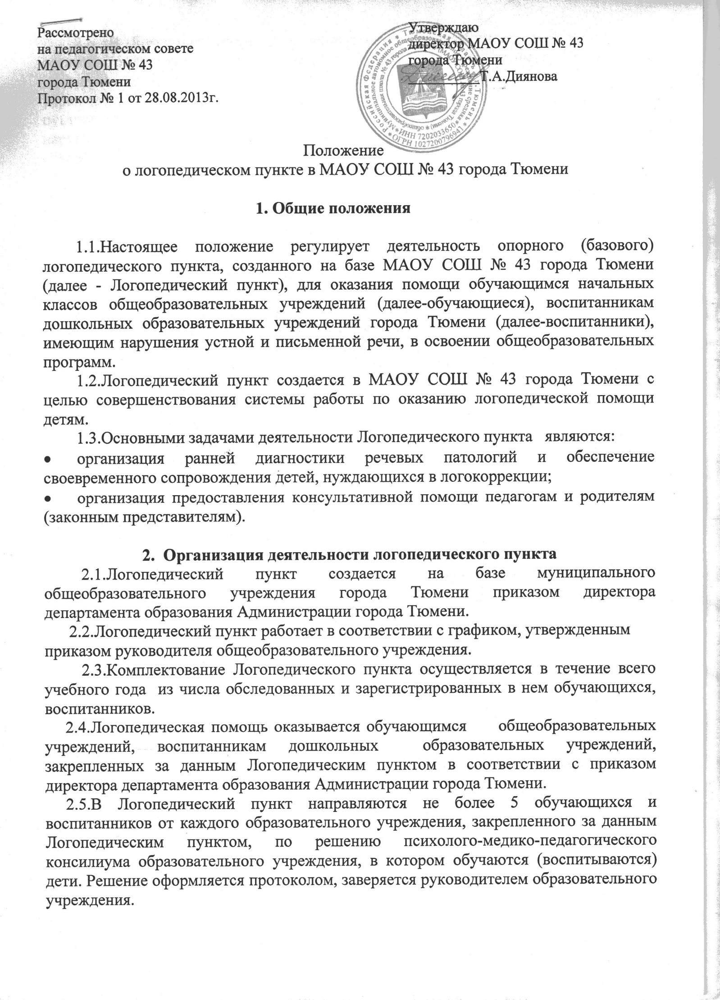 Рассмотрено
на педагогическом совете
МАОУ СОШ № 43
города Тюмени
Протокол № 1 от 28.08.2013г.
Утверждаю
директор МАОУ СОШ № 43
города Тюмени
Т.А.Диянова
Российская Федерация * Тюменская область г.Тюмень *
ОГРН 1027200796941 *
*ИНН 7202033650*
Положение
о логопедическом пункте в МАОУ СОШ № 43 города Тюмени
1. Общие положения
1.1.Настоящее положение регулирует деятельность опорного (базового)
логопедического пункта, созданного на базе МАОУ СОШ № 43 города Тюмени
(далее - Логопедический пункт), для оказания помощи обучающимся начальных
классов общеобразовательных учреждений (далее-обучающиеся), воспитанникам
дошкольных образовательных учреждений города Тюмени (далее-воспитанники),
имеющим нарушения устной и письменной речи, в освоении общеобразовательных
программ.
1.2.Логопедический пункт создается в МАОУ СОШ № 43 города Тюмени с
целью совершенствования системы работы по оказанию логопедической помощи
детям.
1.3.Основными задачами деятельности Логопедического пункта являются:
• организация ранней диагностики речевых патологий и обеспечение
своевременного сопровождения детей, нуждающихся в логокоррекции;
• организация предоставления консультативной помощи педагогам и родителям
(законным представителям).
2. Организация деятельности логопедического пункта
2.1.Логопедический пункт создается на базе муниципального
общеобразовательного учреждения города Тюмени приказом директора
департамента образования Администрации города Тюмени.
2.2.Логопедический пункт работает в соответствии с графиком, утвержденным
приказом руководителя общеобразовательного учреждения.
2.3.Комплектование Логопедического пункта осуществляется в течение всего
учебного года из числа обследованных и зарегистрированных в нем обучающихся,
воспитанников.
2.4.Логопедическая помощь оказывается обучающимся общеобразовательных
учреждений, воспитанникам дошкольных образовательных учреждений,
закрепленных за данным Логопедическим пунктом в соответствии с приказом
директора департамента образования Администрации города Тюмени.
2.5.В Логопедический пункт направляются не более 5 обучающихся и
воспитанников от каждого образовательного учреждения, закрепленного за данным
Логопедическим пунктом, по решению психолого-медико-педагогического
консилиума образовательного учреждения, в котором обучаются (воспитываются)
дети. Решение оформляется протоколом, заверяется руководителем образовательного
учреждения.